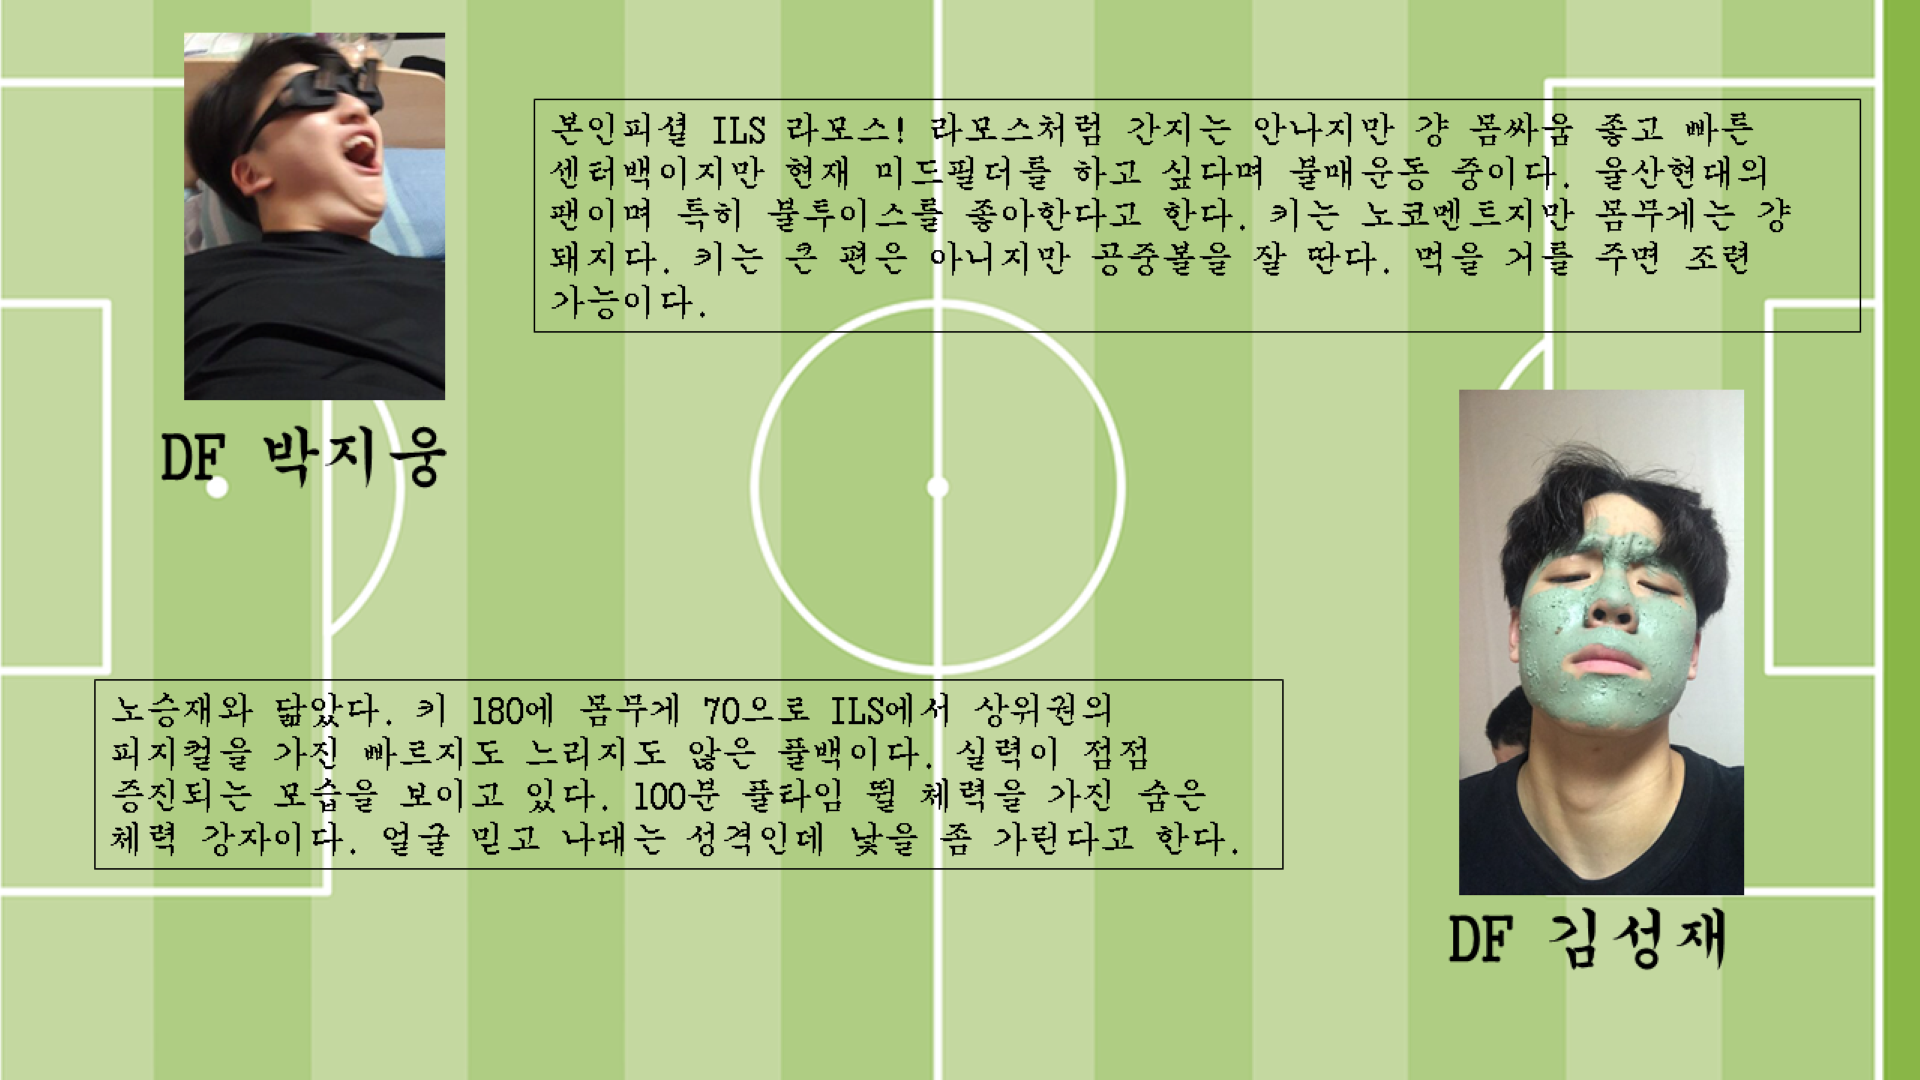 본인피셜 ILS 라모스! 라모스처럼 간지는 안나지만 걍 몸싸움 좋고 빠른
센터백이지만 현재 미드필더를 하고 싶다며 불매운동 중이다. 울산현대의
팬이며 특히 불투이스를 좋아한다고 한다. 키는 노코멘트지만 몸무게는 걍
돼지다. 키는 큰 편은 아니지만 공중볼을 잘 딴다. 먹을 거를 주면 조련
가능이다.
DF 박지웅
노승재와 닮았다. 키 180에 몸무게 70으로 ILS에서 상위권의
피지컬을 가진 빠르지도 느리지도 않은 풀백이다. 실력이 점점
증진되는 모습을 보이고 있다. 100분 풀타임 뛸 체력을 가진 숨은
체력 강자이다. 얼굴 믿고 나대는 성격인데 낯을 좀 가린다고 한다.
DF 김성재